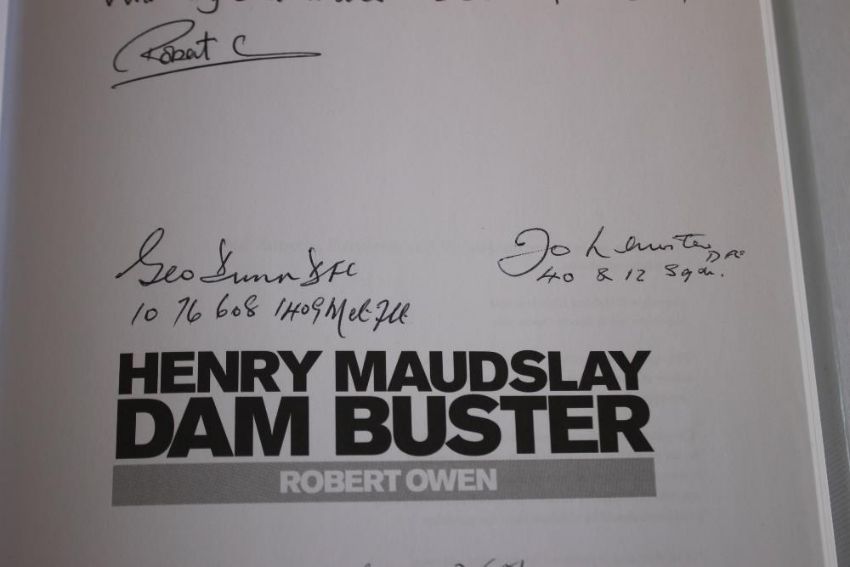 Robert C
Geo Dunn DFC
Jo Lancaster DFC
40 & 12 Sqdn.
10 76 608 1409 Met. Flt
HENRY MAUDSLAY
DAM BUSTER
ROBERT OWEN